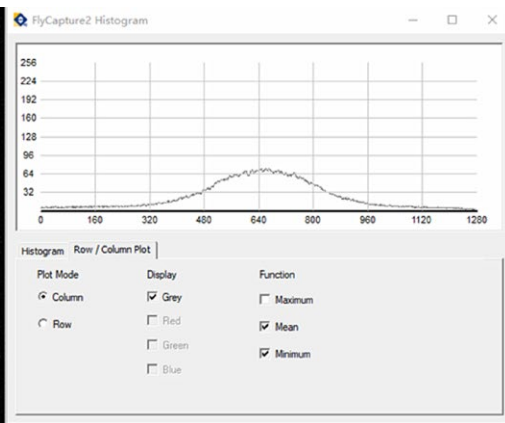 FlyCapture2 Histogram
256
224
192
160
128
96
64
32
0 160 320 480 640 800 960 1120 1280
Histogram Row / Column Plot
Plot Mode Display Function
Column Grey Maximum
Row Red Mean
Green Minimum
Blue